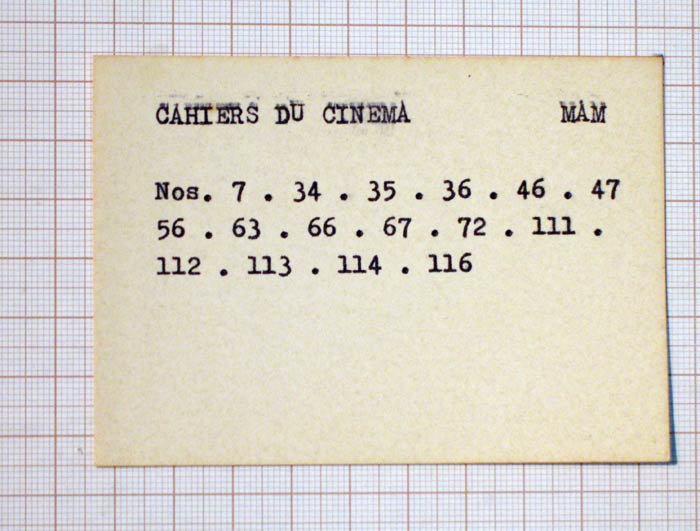 CAHIERS DU CINEMA MAM
Nos. 7 . 34 . 35 . 36 . 46 . 47
56 . 63 . 66 . 67 . 72 . 111 .
112 . 113 . 114 . 116